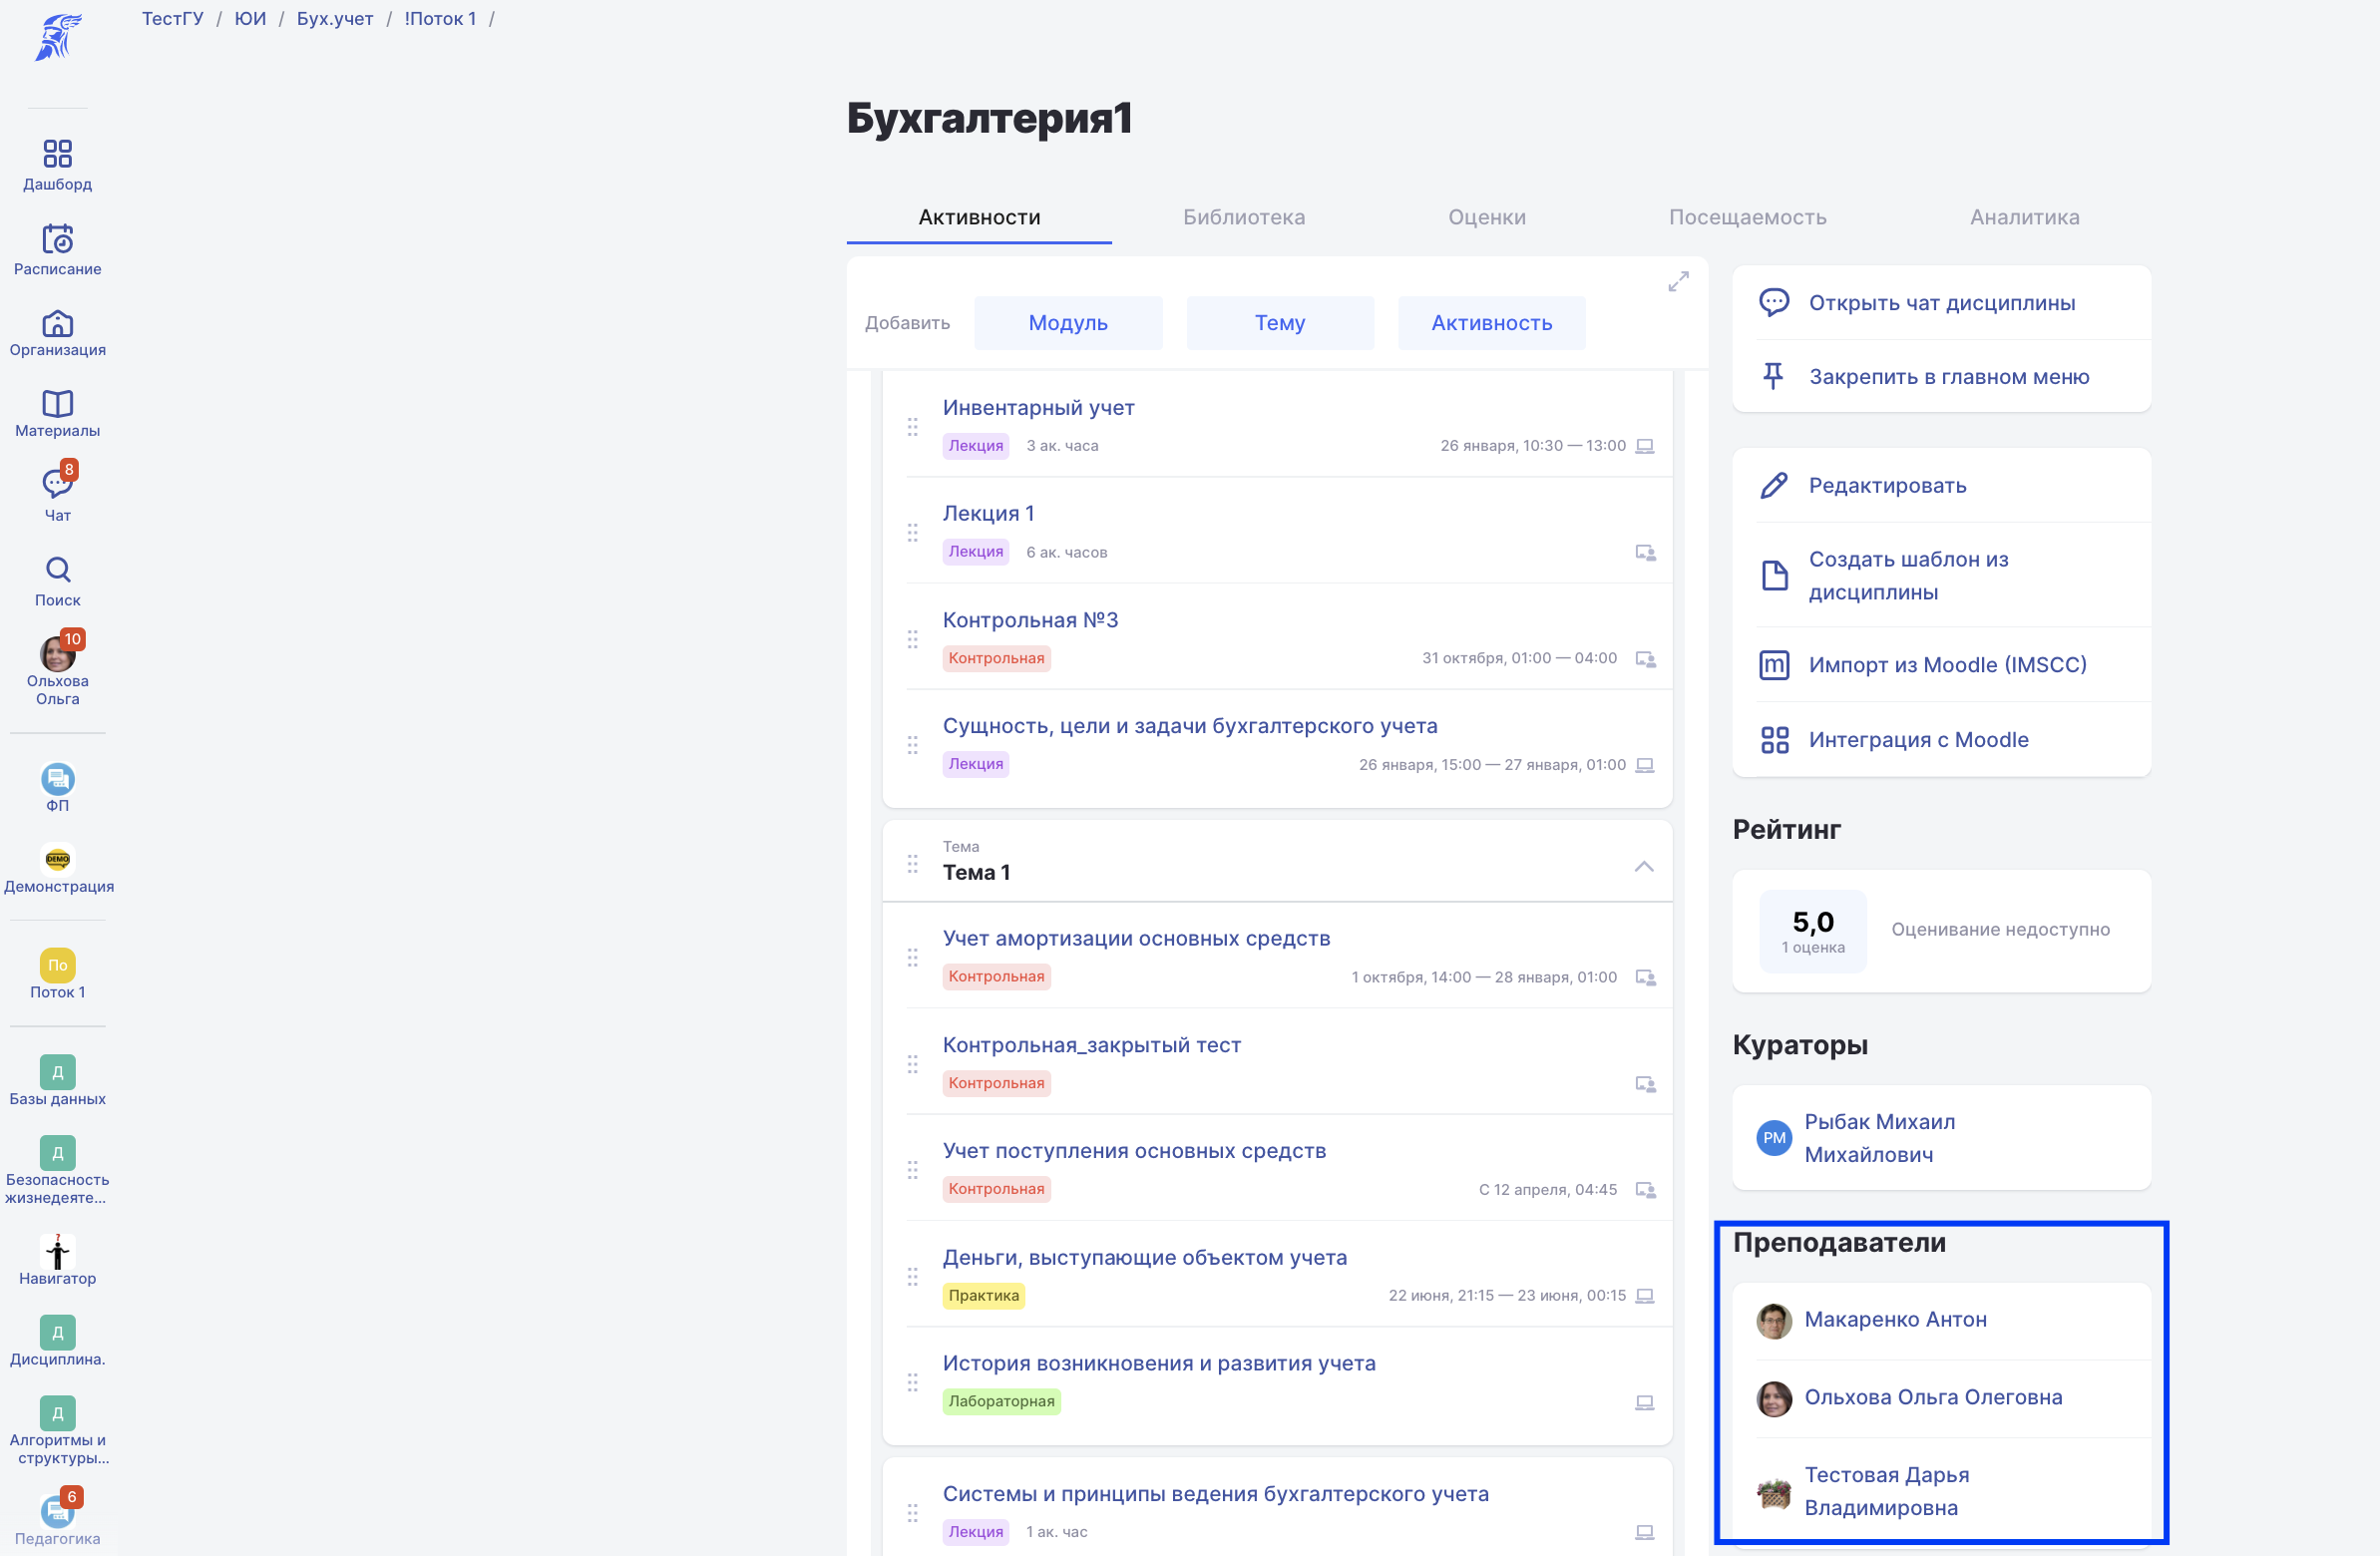 ТестГУ / ЮИ / Бух.учет / !Поток 1 /
Дашборд
Расписание
Организация
Материалы
8
Чат
Поиск
10
Ольхова
Ольга
ФП
DEMO
Демонстрация
По
Поток 1
Д
Базы данных
Д
Безопасность
жизнедеяте...
?
Навигатор
Д
Дисциплина.
Д
Алгоритмы и
структуры...
6
Педагогика
Бухгалтерия1
Активности
Библиотека
Оценки
Посещаемость
Аналитика
Добавить
Модуль
Тему
Активность
Инвентарный учет
Лекция 3 ак. часа 26 января, 10:30 — 13:00
Лекция 1
Лекция 6 ак. часов
Контрольная №3
Контрольная 31 октября, 01:00 — 04:00
Сущность, цели и задачи бухгалтерского учета
Лекция 26 января, 15:00 — 27 января, 01:00
Тема
Тема 1
Учет амортизации основных средств
Контрольная 1 октября, 14:00 — 28 января, 01:00
Контрольная_закрытый тест
Контрольная
Учет поступления основных средств
Контрольная С 12 апреля, 04:45
Деньги, выступающие объектом учета
Практика 22 июня, 21:15 — 23 июня, 00:15
История возникновения и развития учета
Лабораторная
Системы и принципы ведения бухгалтерского учета
Лекция 1 ак. час
Открыть чат дисциплины
Закрепить в главном меню
Редактировать
Создать шаблон из
дисциплины
m Импорт из Moodle (IMSCC)
Интеграция с Moodle
Рейтинг
5,0
1 оценка
Оценивание недоступно
Кураторы
РМ
Рыбак Михаил
Михайлович
Преподаватели
Макаренко Антон
Ольхова Ольга Олеговна
Тестовая Дарья
Владимировна